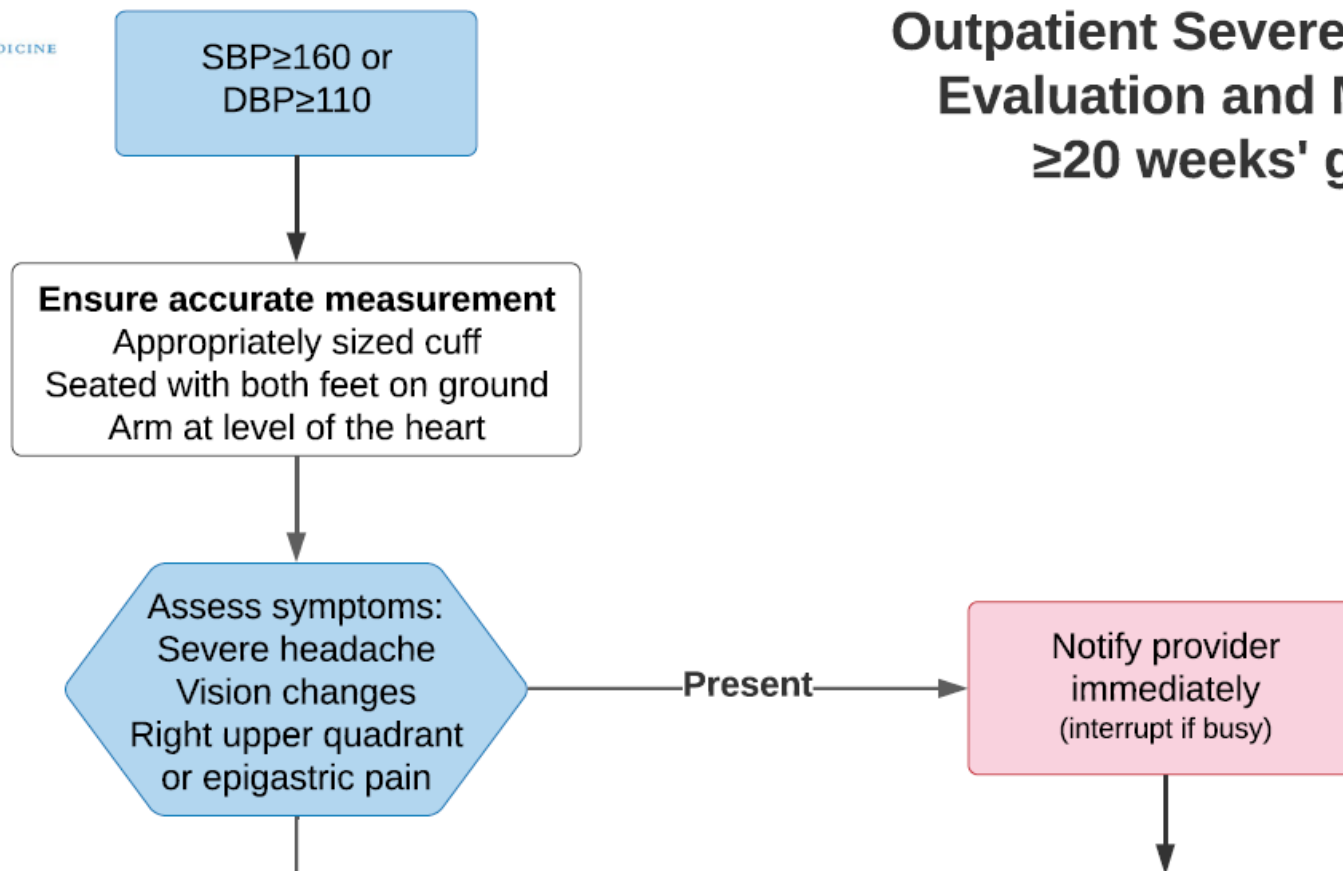 DICINE
SBP≥160 or
DBP≥110
Outpatient Severe
Evaluation and M
≥20 weeks' g
Ensure accurate measurement
Appropriately sized cuff
Seated with both feet on ground
Arm at level of the heart
Assess symptoms:
Severe headache
Vision changes
Right upper quadrant
or epigastric pain
Present
Notify provider
immediately
(interrupt if busy)